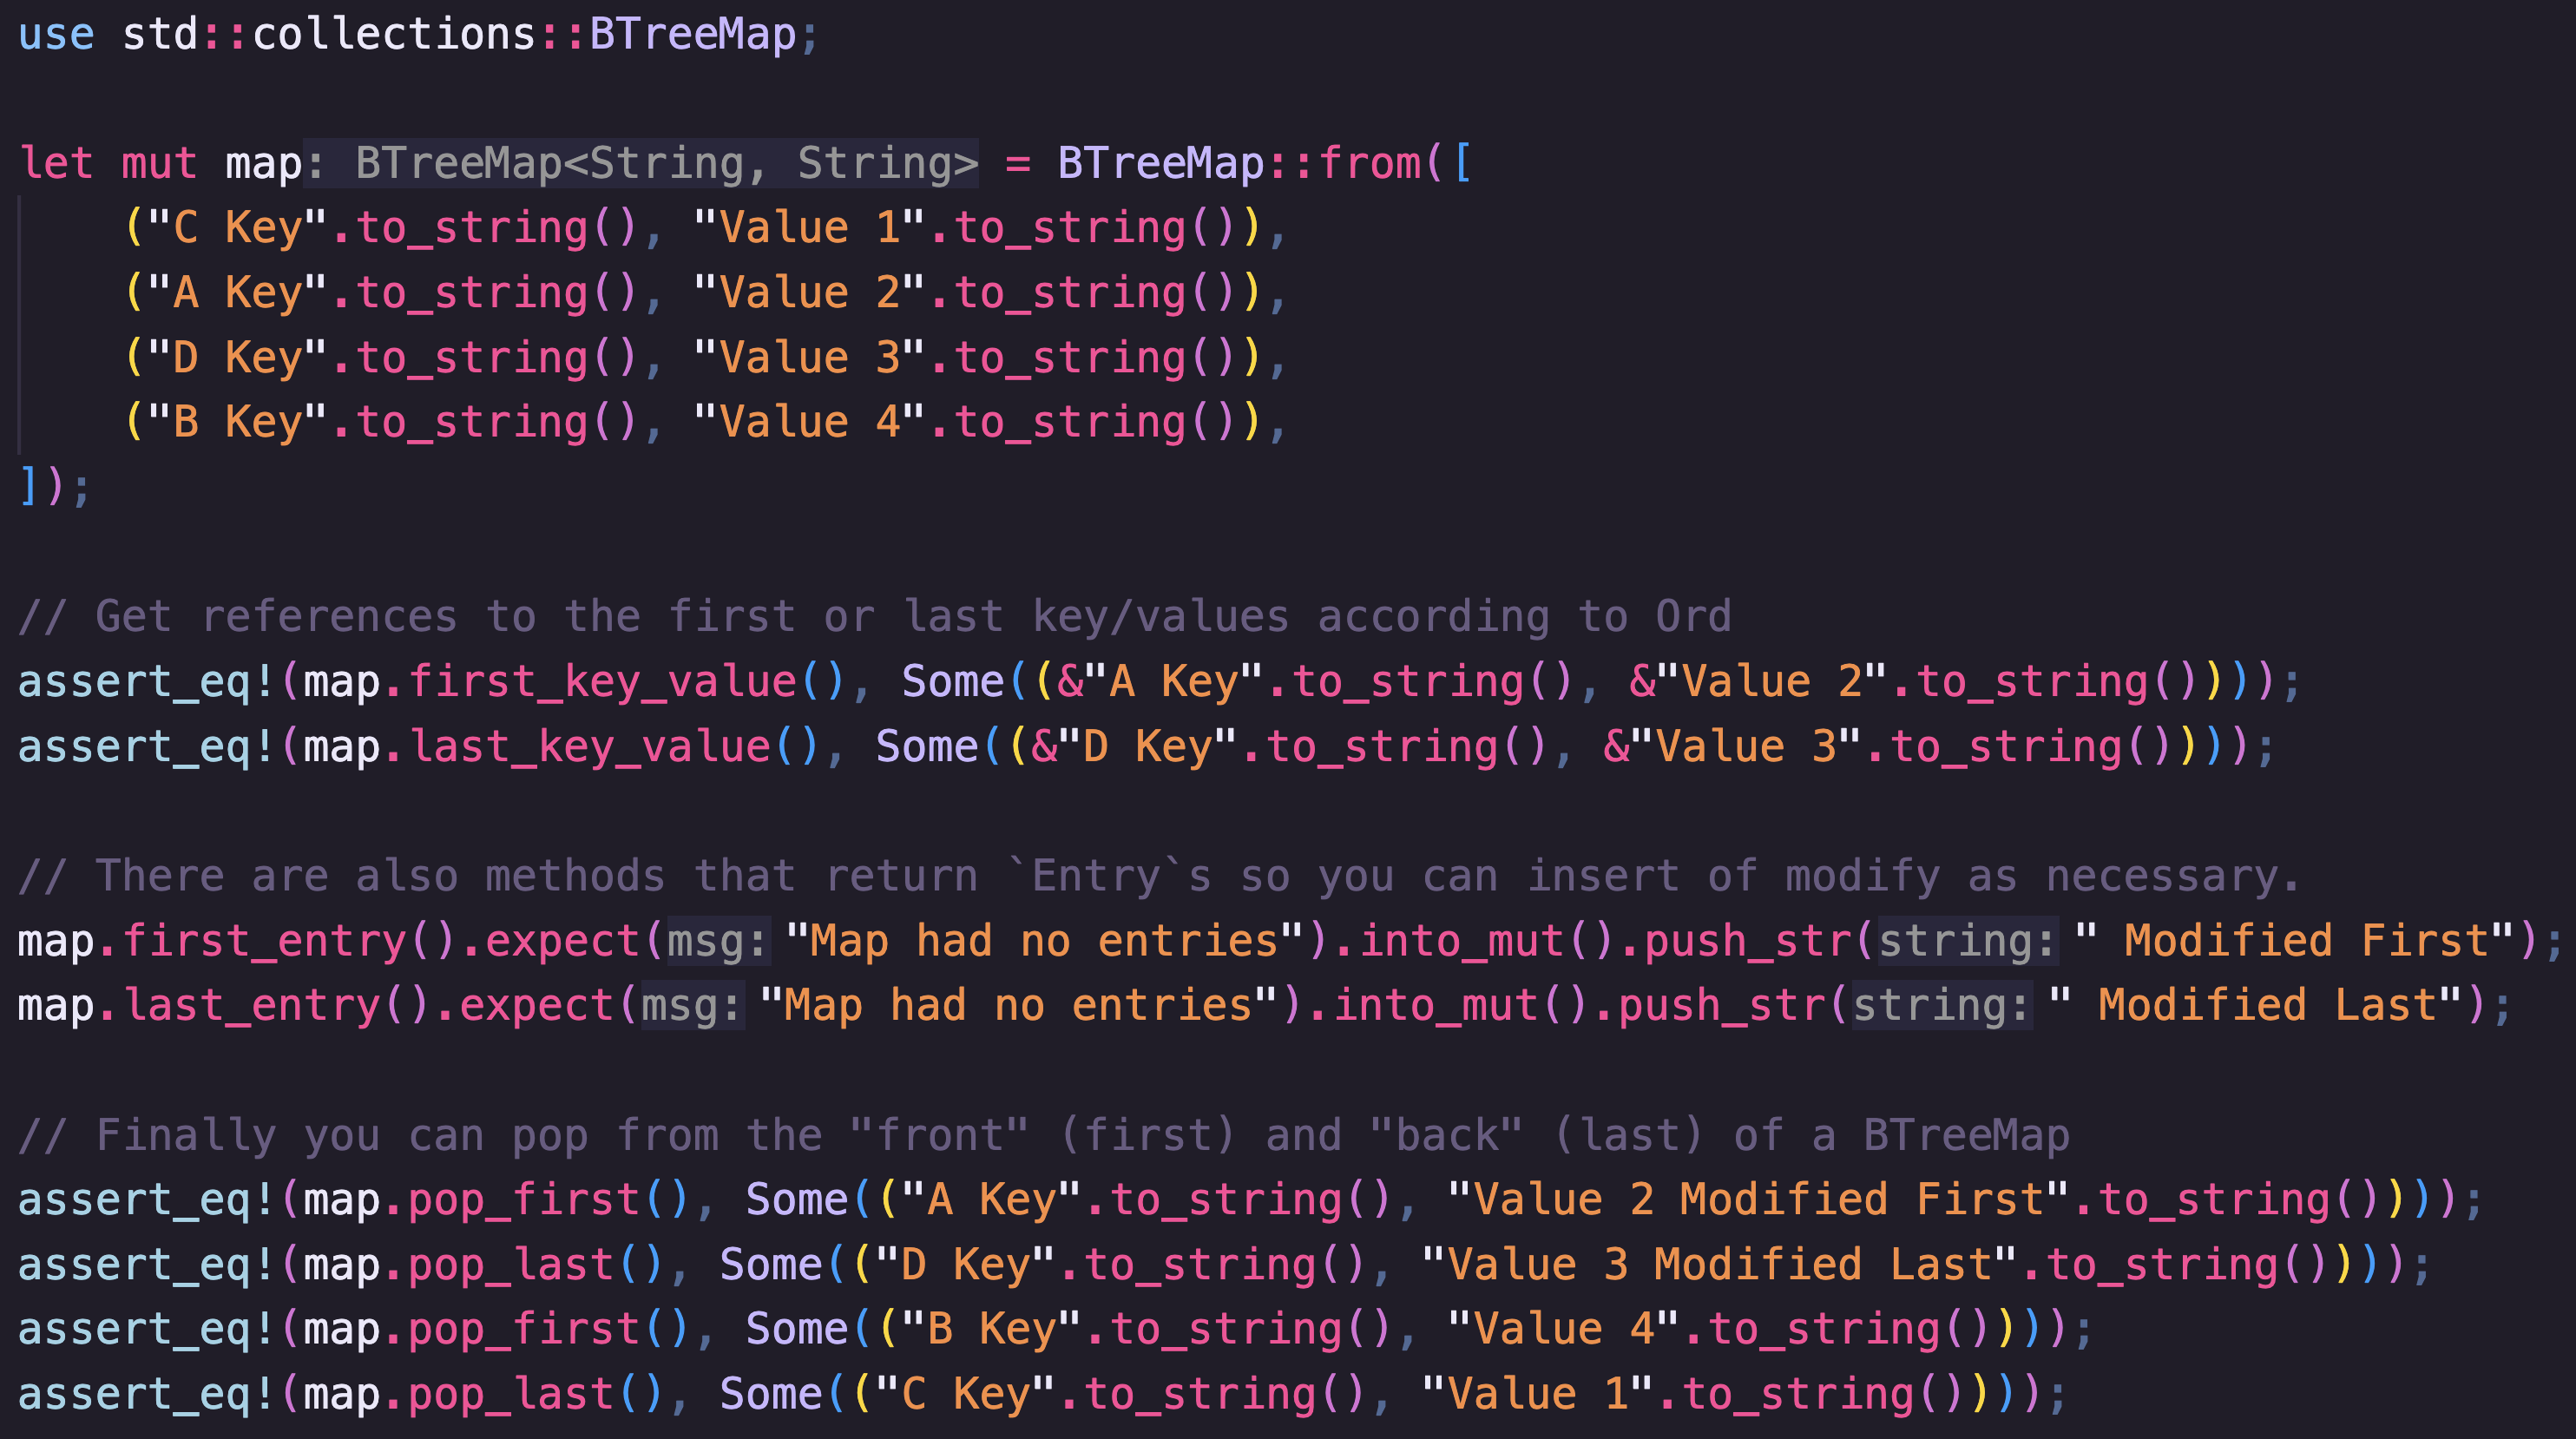 use std::collections::BTreeMap;
let mut map: BTreeMap<String, String> = BTreeMap::from([
    ("C Key".to_string(), "Value 1".to_string()),
    ("A Key".to_string(), "Value 2".to_string()),
    ("D Key".to_string(), "Value 3".to_string()),
    ("B Key".to_string(), "Value 4".to_string()),
]);
// Get references to the first or last key/values according to Ord
assert_eq!(map.first_key_value(), Some((&"A Key".to_string(), &"Value 2".to_string())));
assert_eq!(map.last_key_value(), Some((&"D Key".to_string(), &"Value 3".to_string())));
// There are also methods that return `Entry`s so you can insert of modify as necessary.
map.first_entry().expect(msg: "Map had no entries").into_mut().push_str(string: " Modified First");
map.last_entry().expect(msg: "Map had no entries").into_mut().push_str(string: " Modified Last");
// Finally you can pop from the "front" (first) and "back" (last) of a BTreeMap
assert_eq!(map.pop_first(), Some(("A Key".to_string(), "Value 2 Modified First".to_string())));
assert_eq!(map.pop_last(), Some(("D Key".to_string(), "Value 3 Modified Last".to_string())));
assert_eq!(map.pop_first(), Some(("B Key".to_string(), "Value 4".to_string())));
assert_eq!(map.pop_last(), Some(("C Key".to_string(), "Value 1".to_string())));